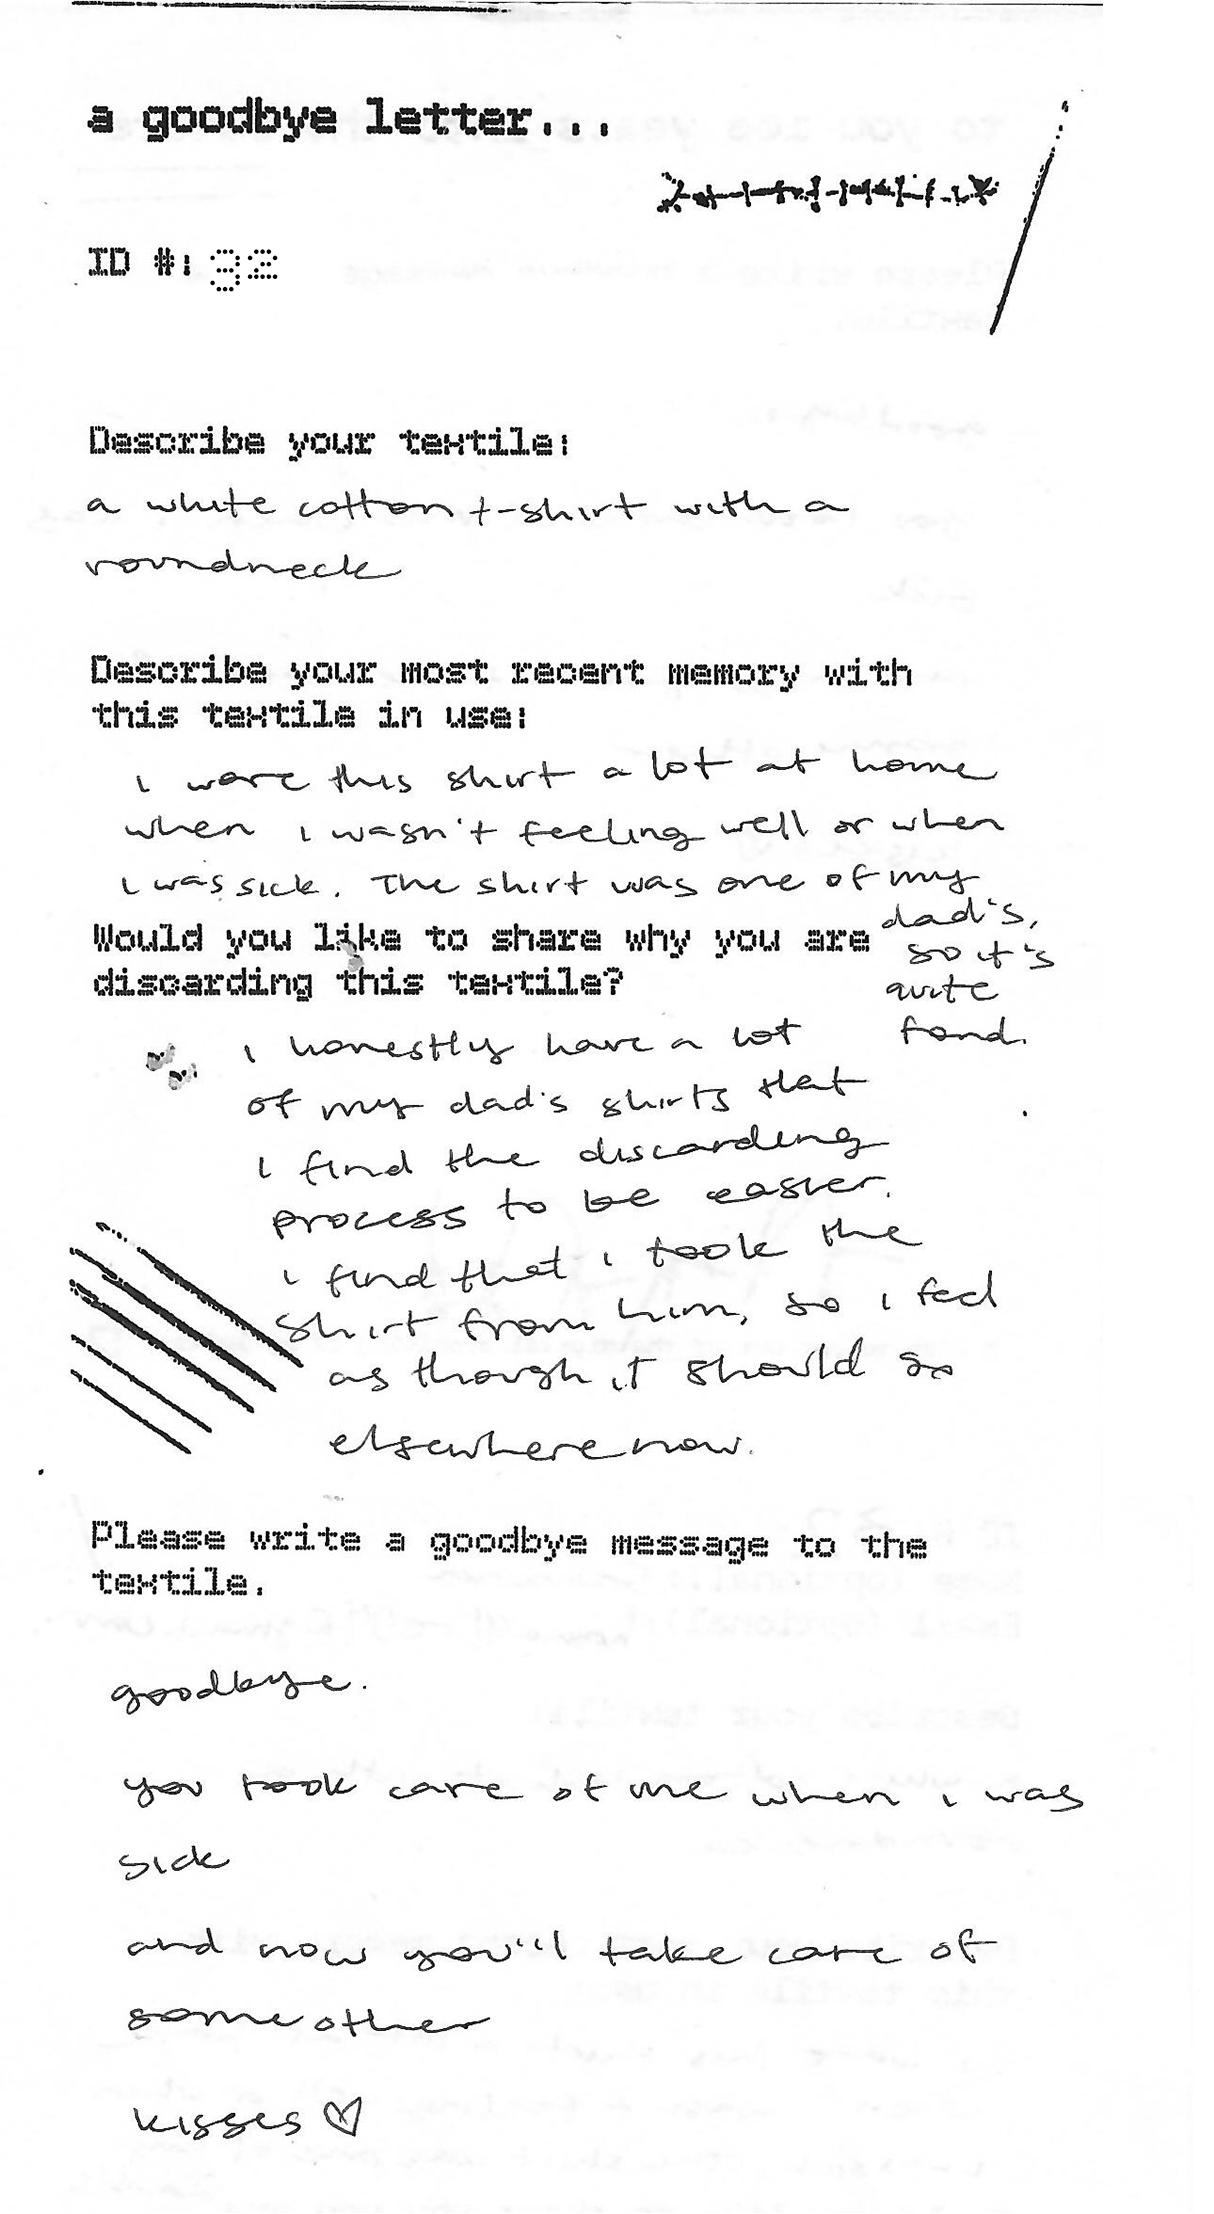 a goodbye letter...
ID #: 92
Describe your textile:
a white cotton t-shirt with a
roundneck
Describe your most recent memory with
this textile in use:
i wore this shirt a lot at home
when i wasn't feeling well or when
i was sick. The shirt was one of my
dad's,
so it's
quite
fond.
Would you like to share why you are
discarding this textile?
i honestly have a lot
of my dad's shirts that
i find the discarding
process to be easier.
i find that i took the
shirt from him, so i feel
as though it should go
elsewhere now.
Please write a goodbye message to the
textile.
goodbye.
you took care of me when i was
sick
and now you'll take care of
some other
kisses ♡